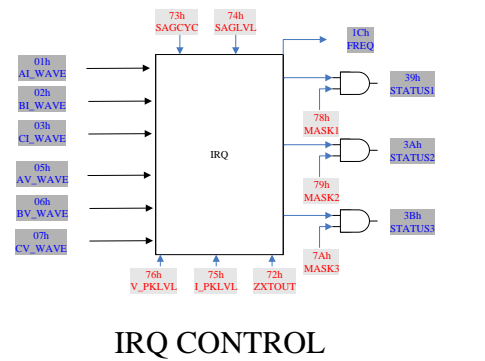 73h
SAGCYC
74h
SAGLVL
1Ch
FREQ
01h
AI_WAVE
02h
BI_WAVE
03h
CI_WAVE
05h
AV_WAVE
06h
BV_WAVE
07h
CV_WAVE
IRQ
39h
STATUS1
78h
MASK1
3Ah
STATUS2
79h
MASK2
3Bh
STATUS3
7Ah
MASK3
76h
V_PKLVL
75h
I_PKLVL
72h
ZXTOUT
IRQ CONTROL